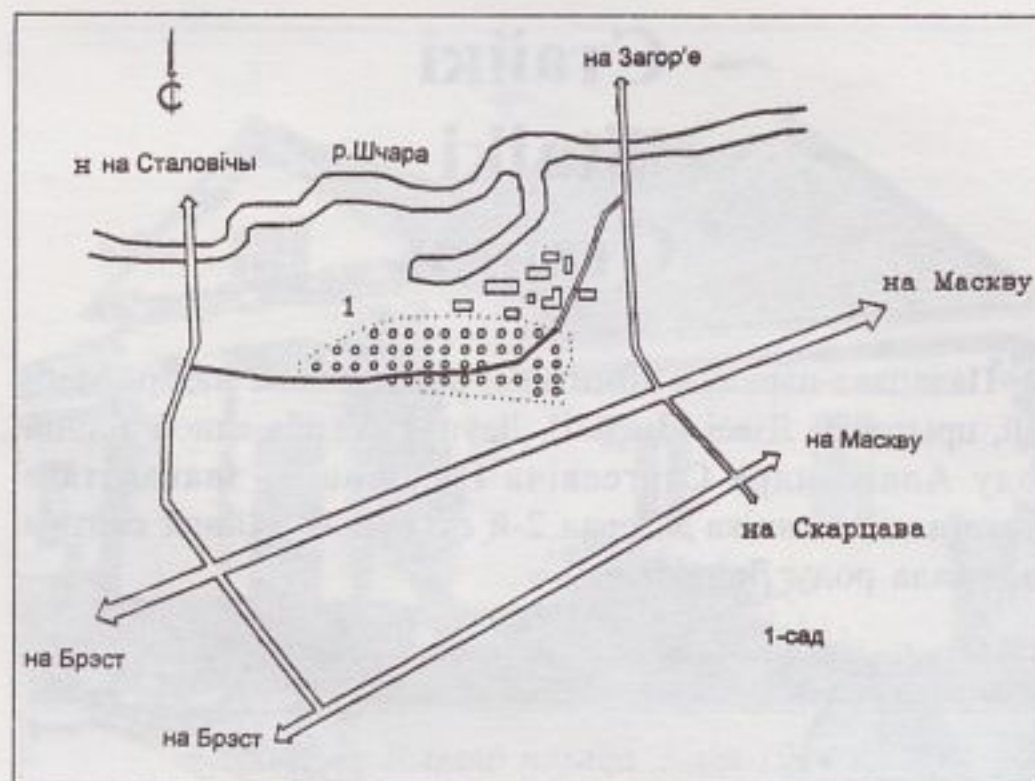 С
на Загор'е
н на Сталовічы
р.Шчара
1
на Маскву
на Маскву
на Скарцава
1-сад
на Брэст
на Брэст